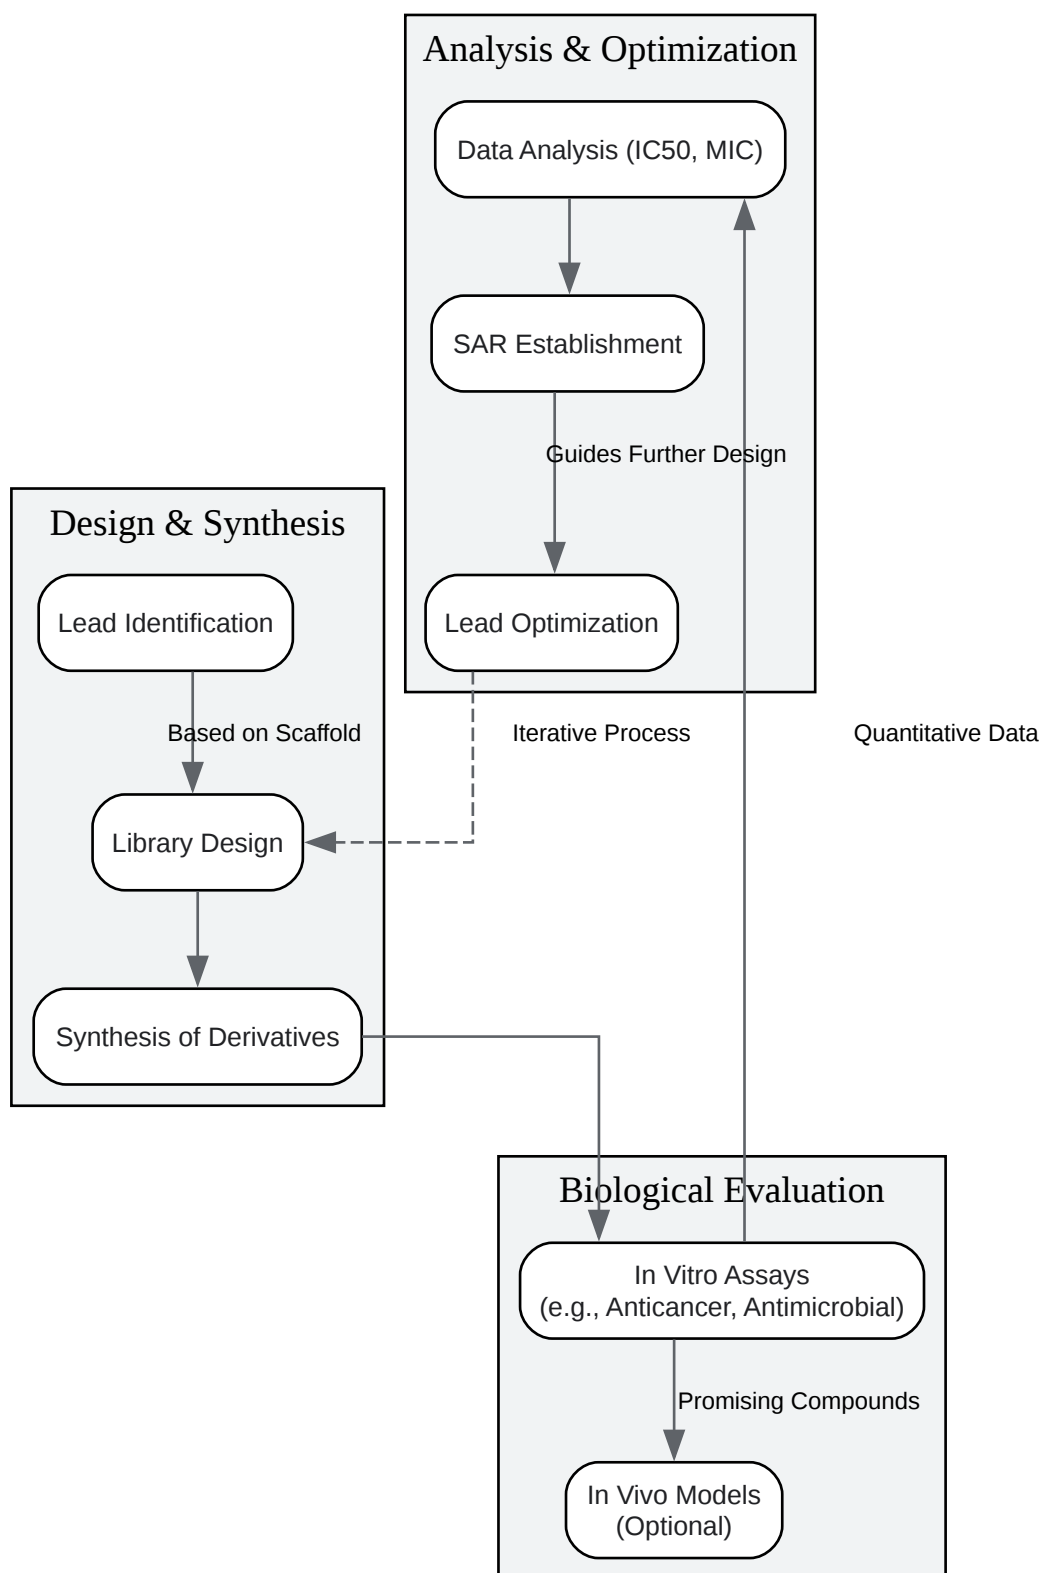 Analysis & Optimization
Data Analysis (IC50, MIC)
SAR Establishment
Guides Further Design
Design & Synthesis
Lead Identification
Lead Optimization
Based on Scaffold
Iterative Process
Quantitative Data
Library Design
Synthesis of Derivatives
Biological Evaluation
In Vitro Assays
(e.g., Anticancer, Antimicrobial)
Promising Compounds
In Vivo Models
(Optional)